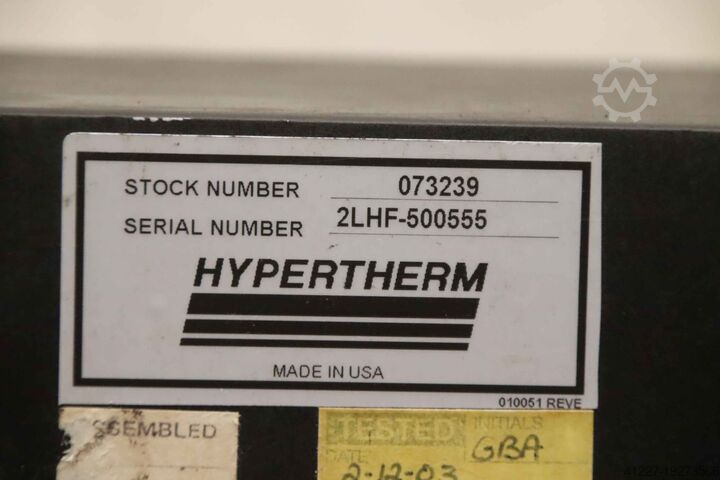 STOCK NUMBER 073239
SERIAL NUMBER 2LHF-500555
HYPERTHERM
MADE IN USA
010051 REVE
SSEMBLED
TESTED INITIALS
DATE GBA
2-12-03